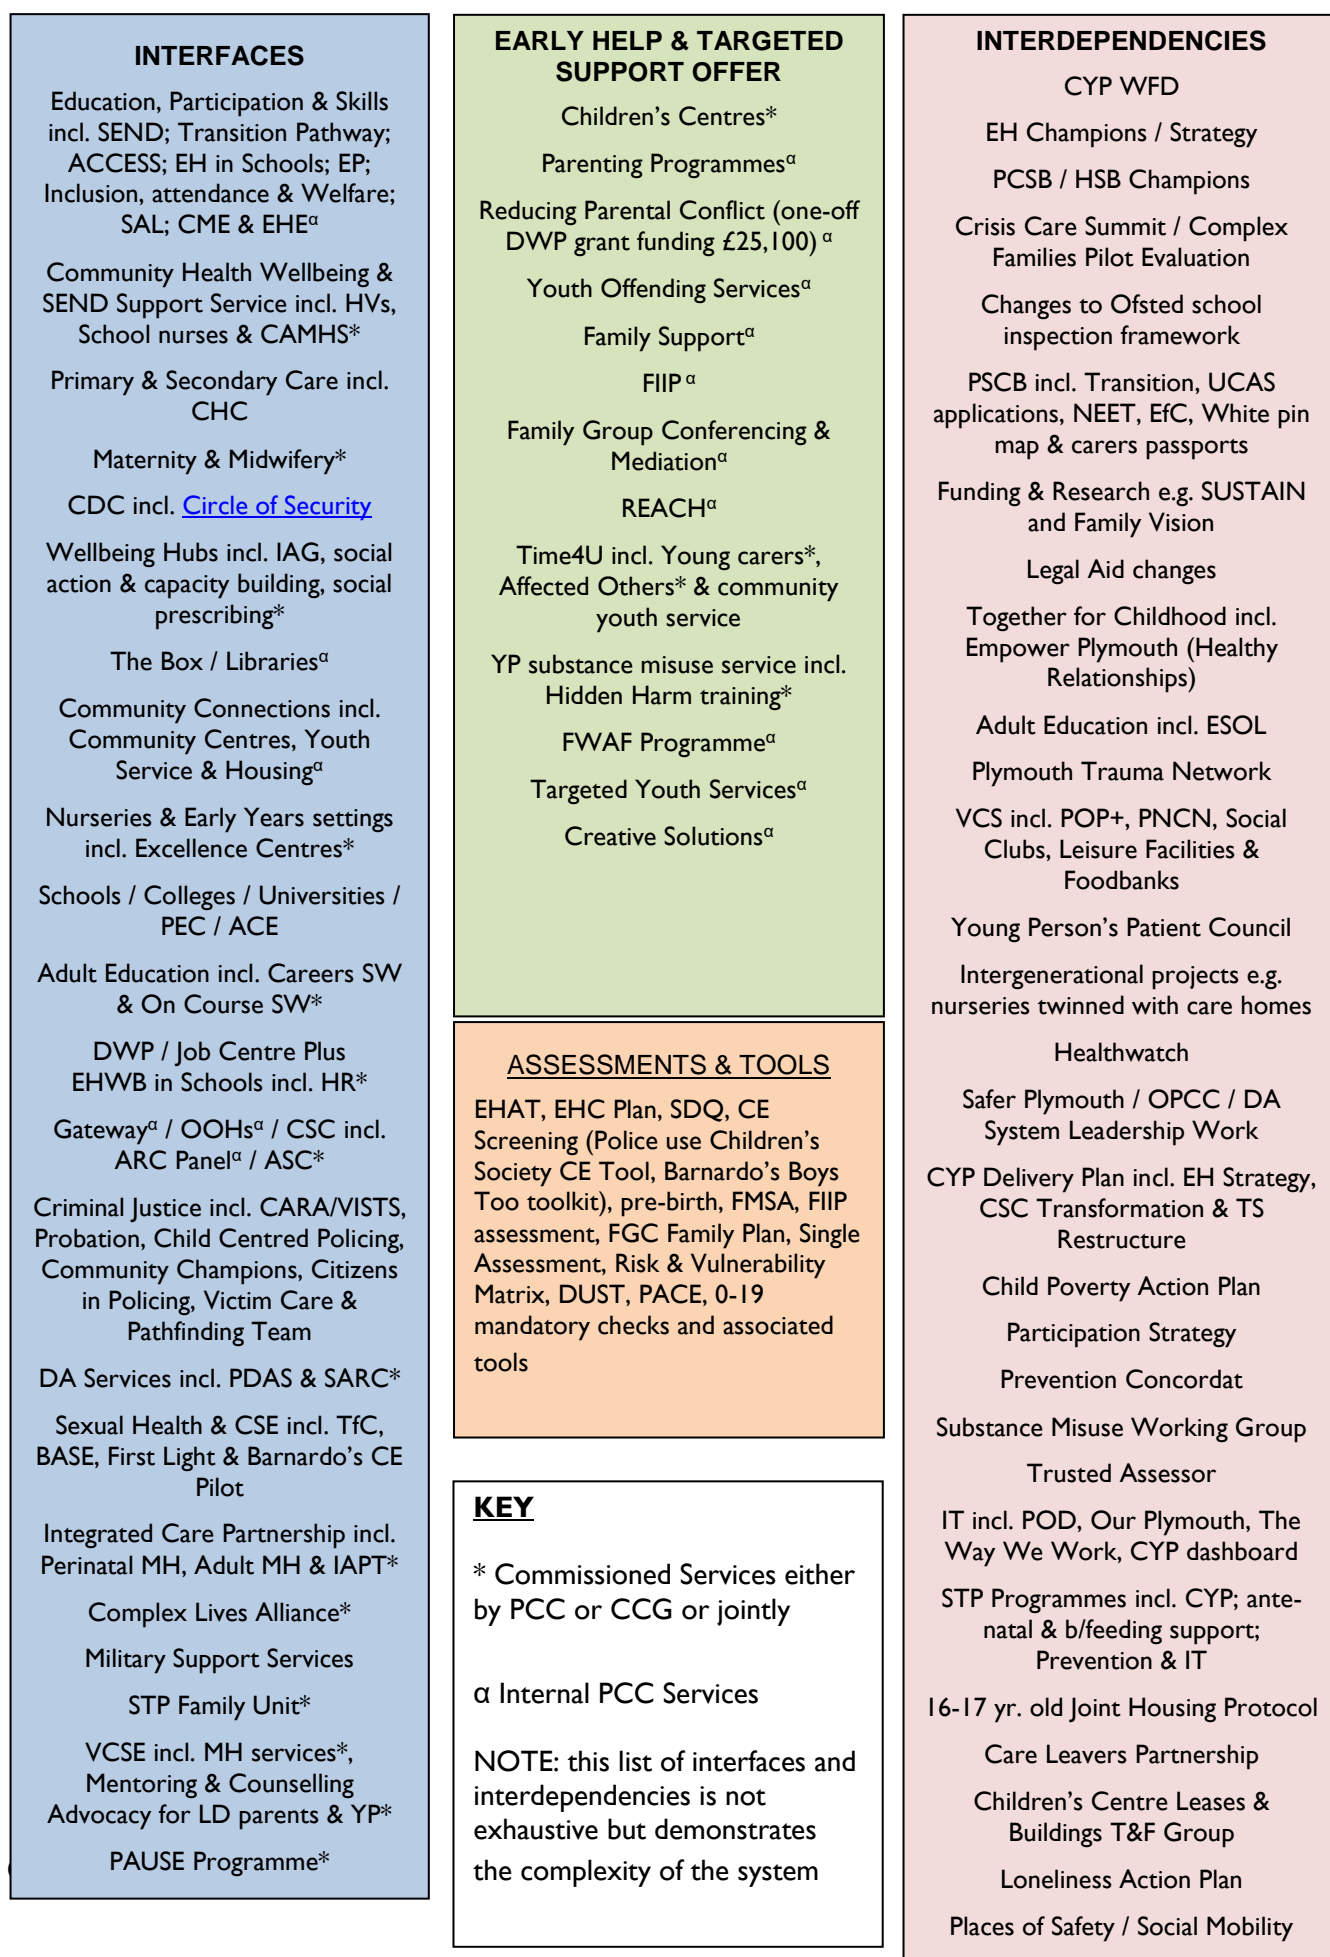 INTERFACES
Education, Participation & Skills
incl. SEND; Transition Pathway;
ACCESS; EH in Schools; EP;
Inclusion, attendance & Welfare;
SAL; CME & EHEα
Community Health Wellbeing &
SEND Support Service incl. HVs,
School nurses & CAMHS*
Primary & Secondary Care incl.
CHC
Maternity & Midwifery*
CDC incl. Circle of Security
Wellbeing Hubs incl. IAG, social
action & capacity building, social
prescribing*
The Box / Librariesα
Community Connections incl.
Community Centres, Youth
Service & Housingα
Nurseries & Early Years settings
incl. Excellence Centres*
Schools / Colleges / Universities /
PEC / ACE
Adult Education incl. Careers SW
& On Course SW*
DWP / Job Centre Plus
EHWB in Schools incl. HR*
Gatewayα / OOHsα / CSC incl.
ARC Panelα / ASC*
Criminal Justice incl. CARA/VISTS,
Probation, Child Centred Policing,
Community Champions, Citizens
in Policing, Victim Care &
Pathfinding Team
DA Services incl. PDAS & SARC*
Sexual Health & CSE incl. TfC,
BASE, First Light & Barnardo's CE
Pilot
Integrated Care Partnership incl.
Perinatal MH, Adult MH & IAPT*
Complex Lives Alliance*
Military Support Services
STP Family Unit*
VCSE incl. MH services*,
Mentoring & Counselling
Advocacy for LD parents & YP*
PAUSE Programme*
EARLY HELP & TARGETED
SUPPORT OFFER
Children's Centres*
Parenting Programmesα
Reducing Parental Conflict (one-off
DWP grant funding £25,100) α
Youth Offending Servicesα
Family Supportα
FIIP α
Family Group Conferencing &
Mediationα
REACHα
Time4U incl. Young carers*,
Affected Others* & community
youth service
YP substance misuse service incl.
Hidden Harm training*
FWAF Programmeα
Targeted Youth Servicesα
Creative Solutionsα
ASSESSMENTS & TOOLS
EHAT, EHC Plan, SDQ, CE
Screening (Police use Children's
Society CE Tool, Barnardo's Boys
Too toolkit), pre-birth, FMSA, FIIP
assessment, FGC Family Plan, Single
Assessment, Risk & Vulnerability
Matrix, DUST, PACE, 0-19
mandatory checks and associated
tools
KEY
* Commissioned Services either
by PCC or CCG or jointly
α Internal PCC Services
NOTE: this list of interfaces and
interdependencies is not
exhaustive but demonstrates
the complexity of the system
INTERDEPENDENCIES
CYP WFD
EH Champions / Strategy
PCSB / HSB Champions
Crisis Care Summit / Complex
Families Pilot Evaluation
Changes to Ofsted school
inspection framework
PSCB incl. Transition, UCAS
applications, NEET, EfC, White pin
map & carers passports
Funding & Research e.g. SUSTAIN
and Family Vision
Legal Aid changes
Together for Childhood incl.
Empower Plymouth (Healthy
Relationships)
Adult Education incl. ESOL
Plymouth Trauma Network
VCS incl. POP+, PNCN, Social
Clubs, Leisure Facilities &
Foodbanks
Young Person's Patient Council
Intergenerational projects e.g.
nurseries twinned with care homes
Healthwatch
Safer Plymouth / OPCC / DA
System Leadership Work
CYP Delivery Plan incl. EH Strategy,
CSC Transformation & TS
Restructure
Child Poverty Action Plan
Participation Strategy
Prevention Concordat
Substance Misuse Working Group
Trusted Assessor
IT incl. POD, Our Plymouth, The
Way We Work, CYP dashboard
STP Programmes incl. CYP; ante-
natal & b/feeding support;
Prevention & IT
16-17 yr. old Joint Housing Protocol
Care Leavers Partnership
Children's Centre Leases &
Buildings T&F Group
Loneliness Action Plan
Places of Safety / Social Mobility